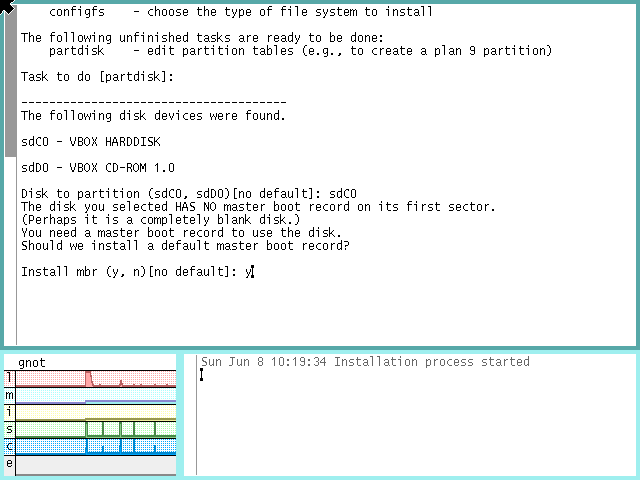 configfs    - choose the type of file system to install
The following unfinished tasks are ready to be done:
partdisk    - edit partition tables (e.g., to create a plan 9 partition)
Task to do [partdisk]:
--------------------------------------
The following disk devices were found.
sdC0 - VBOX HARDDISK
sdD0 - VBOX CD-ROM 1.0
Disk to partition (sdC0, sdD0)[no default]: sdC0
The disk you selected HAS NO master boot record on its first sector.
(Perhaps it is a completely blank disk.)
You need a master boot record to use the disk.
Should we install a default master boot record?
Install mbr (y, n)[no default]: y
gnot
l
m
i
s
c
e
Sun Jun 8 10:19:34 Installation process started